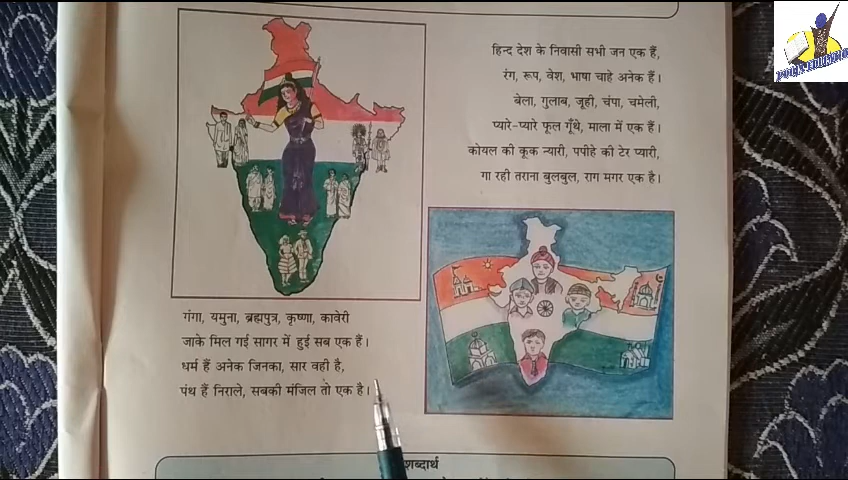 हिन्द देश के निवासी सभी जन एक हैं,
रंग, रूप, वेश, भाषा चाहे अनेक हैं।
बेला, गुलाब, जूही, चंपा, चमेली,
प्यारे-प्यारे फूल गूँथे, माला में एक हैं।
कोयल की कूक न्यारी, पपीहे की टेर प्यारी,
गा रही तराना बुलबुल, राग मगर एक है।
गंगा, यमुना, ब्रह्मपुत्र, कृष्णा, कावेरी
जाके मिल गईं सागर में हुईं सब एक हैं।
धर्म हैं अनेक जिनका, सार वही है,
पंथ हैं निराले, सबकी मंजिल तो एक है।
शब्दार्थ